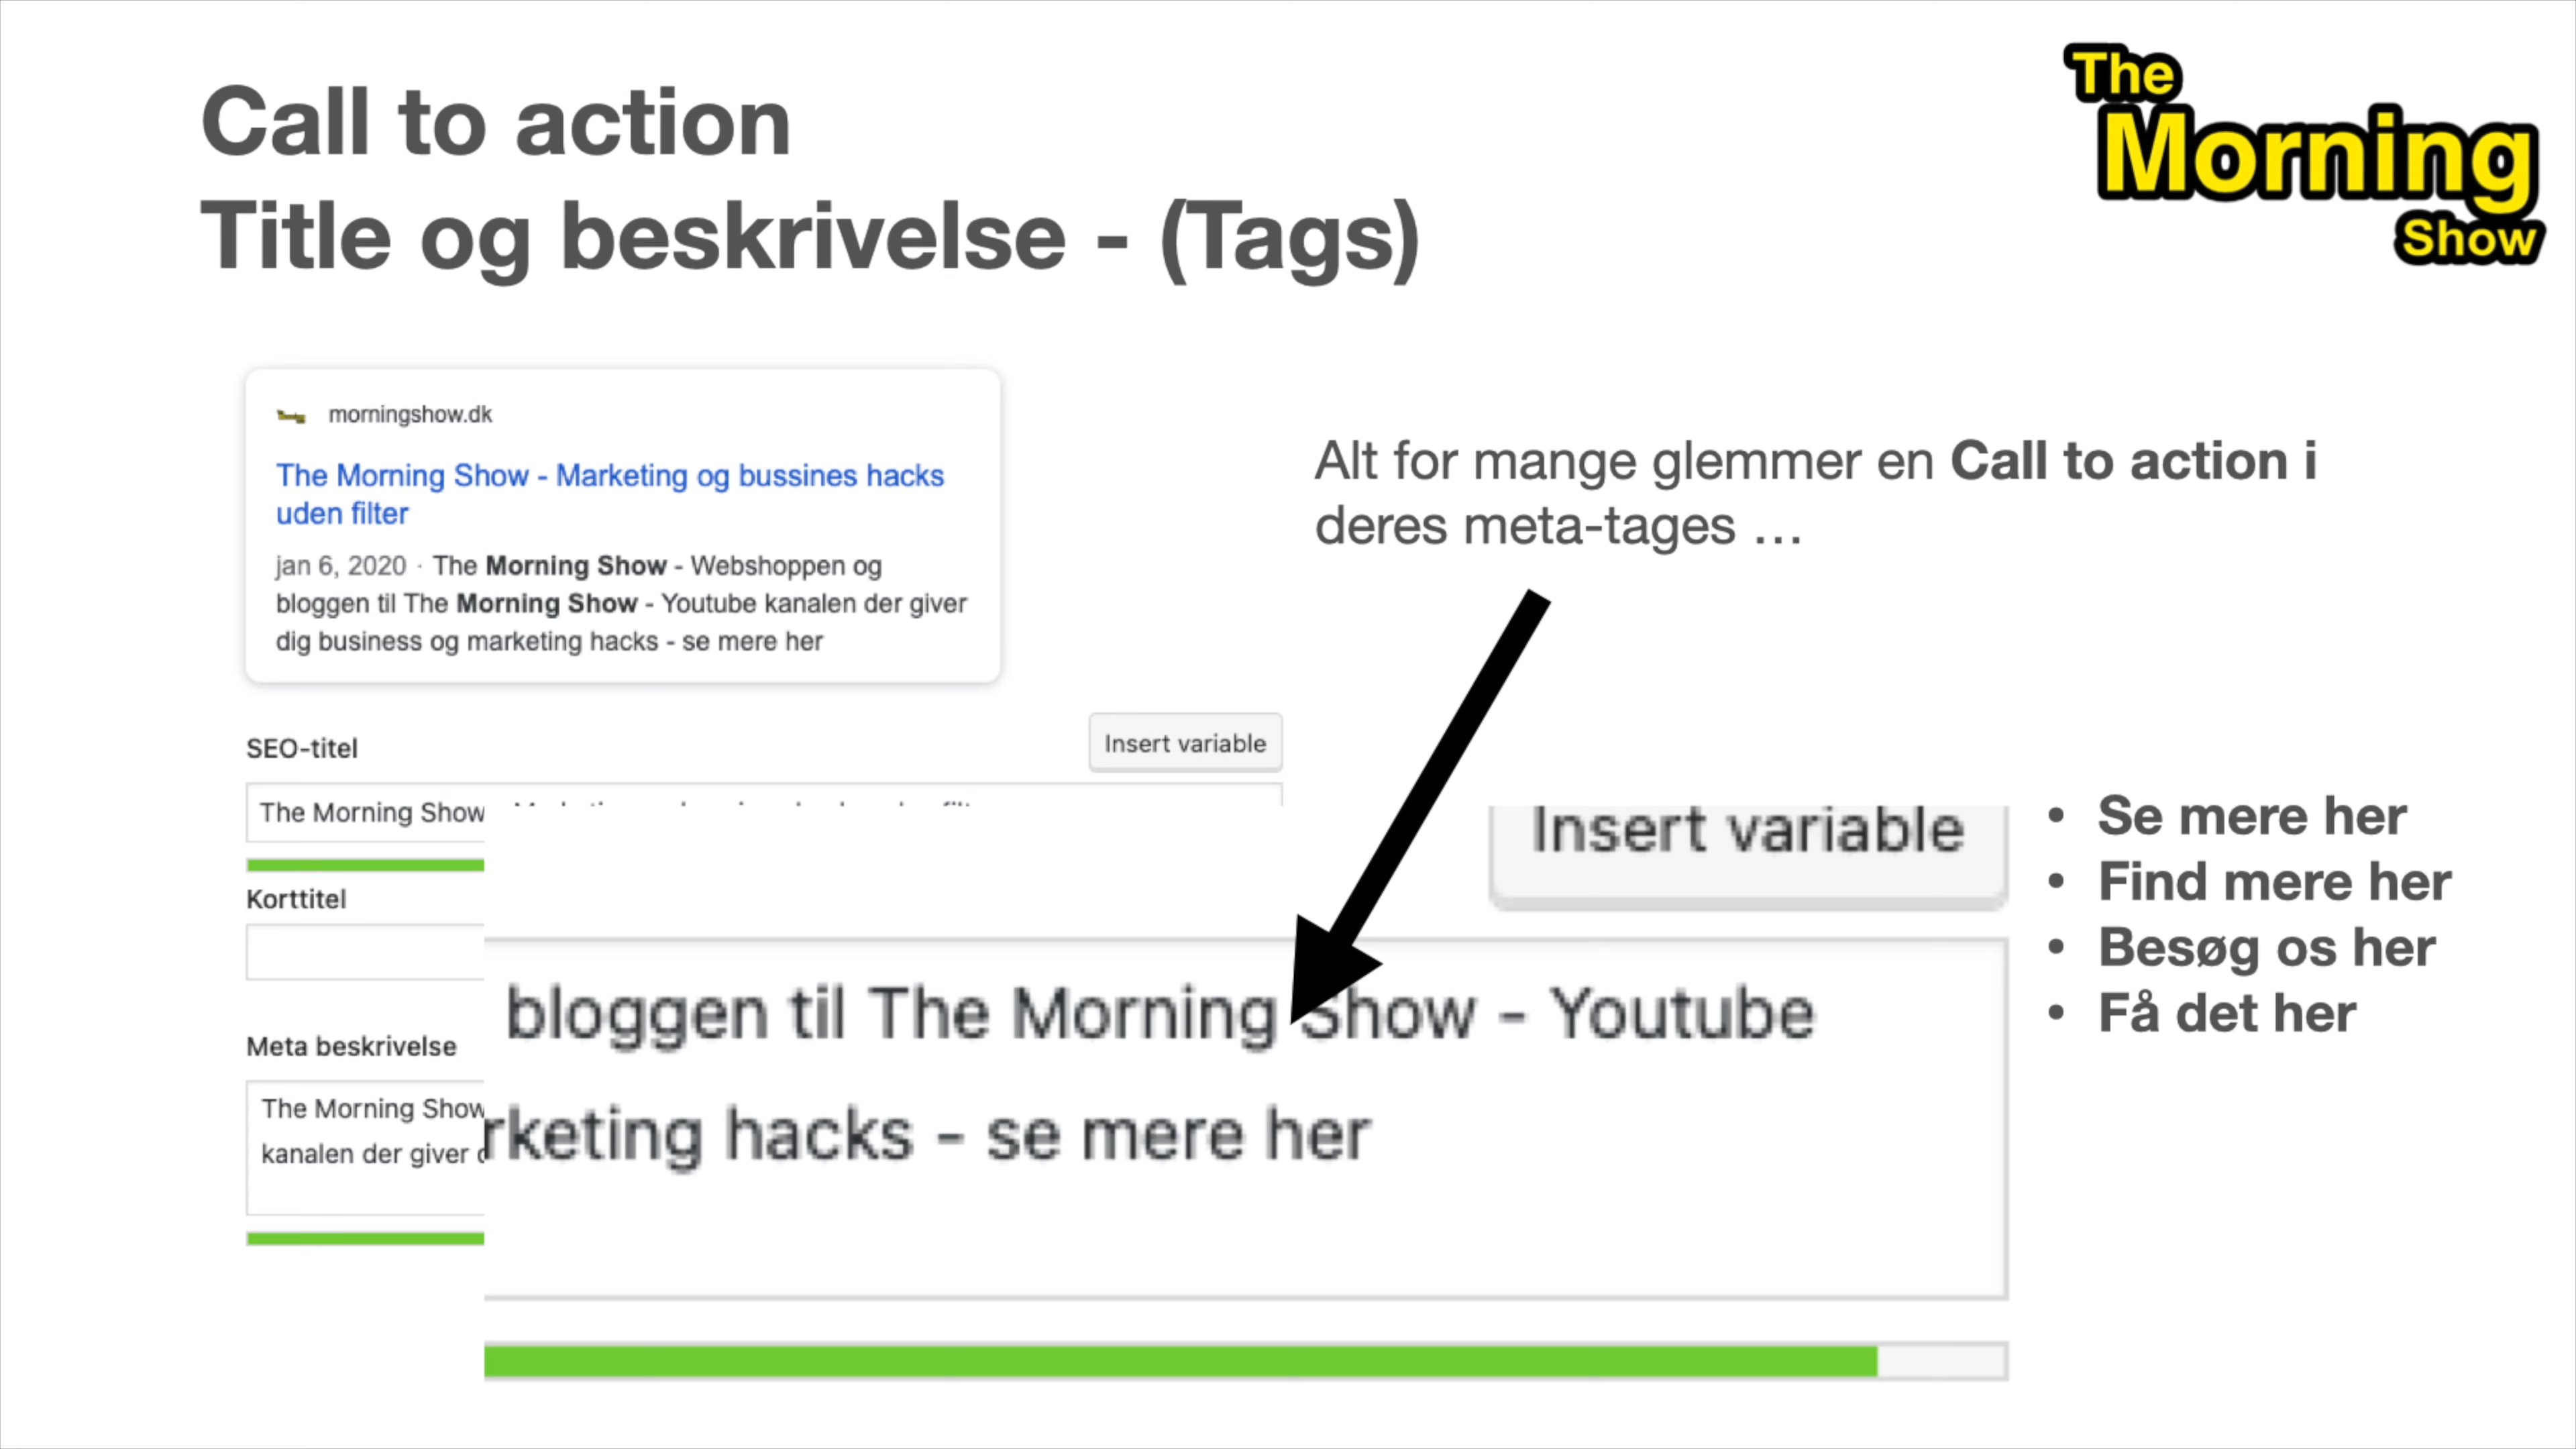 Call to action
Title og beskrivelse - (Tags)
The
Morning
Show
morningshow.dk
The Morning Show - Marketing og bussines hacks
uden filter
jan 6, 2020 · The Morning Show - Webshoppen og
bloggen til The Morning Show - Youtube kanalen der giver
dig business og marketing hacks - se mere her
Alt for mange glemmer en Call to action i
deres meta-tages …
SEO-titel
Insert variable
The Morning Show
Korttitel
Meta beskrivelse
The Morning Show
kanalen der giver
Insert variable
bloggen til The Morning Show - Youtube
rketing hacks - se mere her
• Se mere her
• Find mere her
• Besøg os her
• Få det her